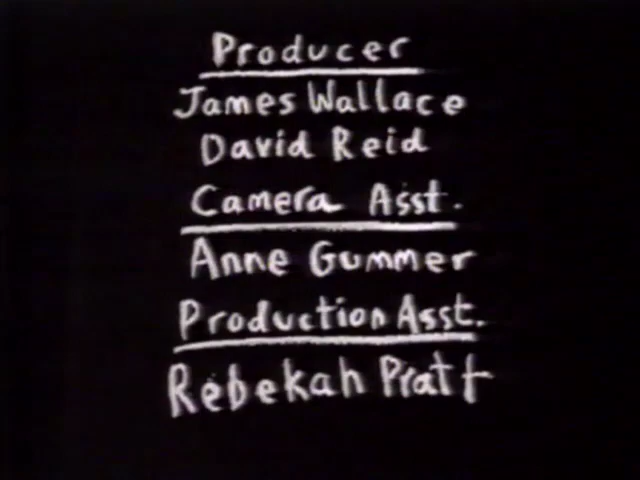 Producer
James Wallace
David Reid
Camera Asst.
Anne Gummer
Production Asst.
Rebekah Pratt